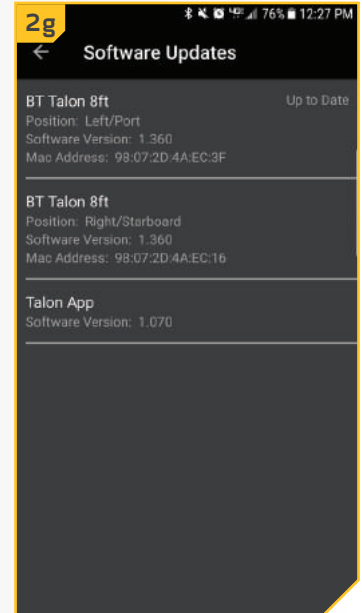 2g
76% 12:27 PM
← Software Updates
BT Talon 8ft Up to Date
Position: Left/Port
Software Version: 1.360
Mac Address: 98:07:2D:4A:EC:3F
BT Talon 8ft
Position: Right/Starboard
Software Version: 1.360
Mac Address: 98:07:2D:4A:EC:16
Talon App
Software Version: 1.070